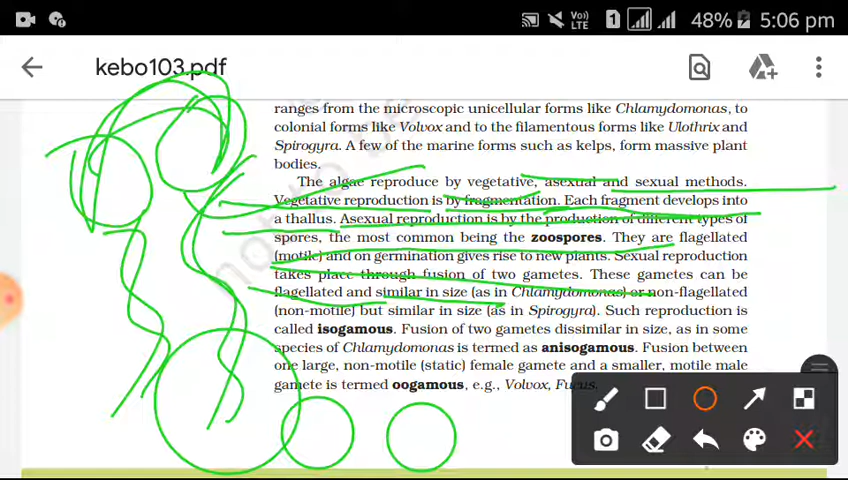 Vo))
LTE
1
48%
5:06 pm
kebo103.pdf
ranges from the microscopic unicellular forms like Chlamydomonas, to
colonial forms like Volvox and to the filamentous forms like Ulothrix and
Spirogyra. A few of the marine forms such as kelps, form massive plant
bodies.
The algae reproduce by vegetative, asexual and sexual methods.
Vegetative reproduction is by fragmentation. Each fragment develops into
a thallus. Asexual reproduction is by the production of different types of
spores, the most common being the zoospores. They are flagellated
(motile) and on germination gives rise to new plants. Sexual reproduction
takes place through fusion of two gametes. These gametes can be
flagellated and similar in size (as in Chlamydomonas) or non-flagellated
(non-motile) but similar in size (as in Spirogyra). Such reproduction is
called isogamous. Fusion of two gametes dissimilar in size, as in some
species of Chlamydomonas is termed as anisogamous. Fusion between
one large, non-motile (static) female gamete and a smaller, motile male
gamete is termed oogamous, e.g., Volvox, Fucus.